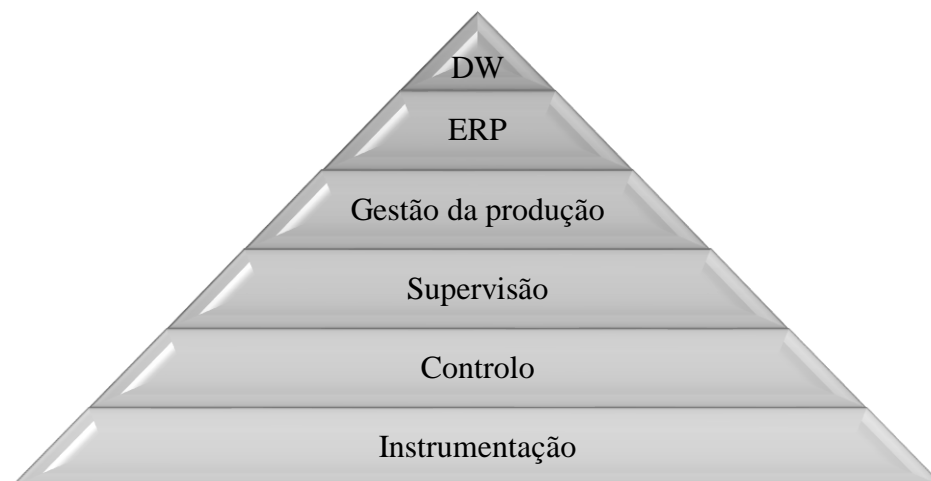 DW
ERP
Gestão da produção
Supervisão
Controlo
Instrumentação